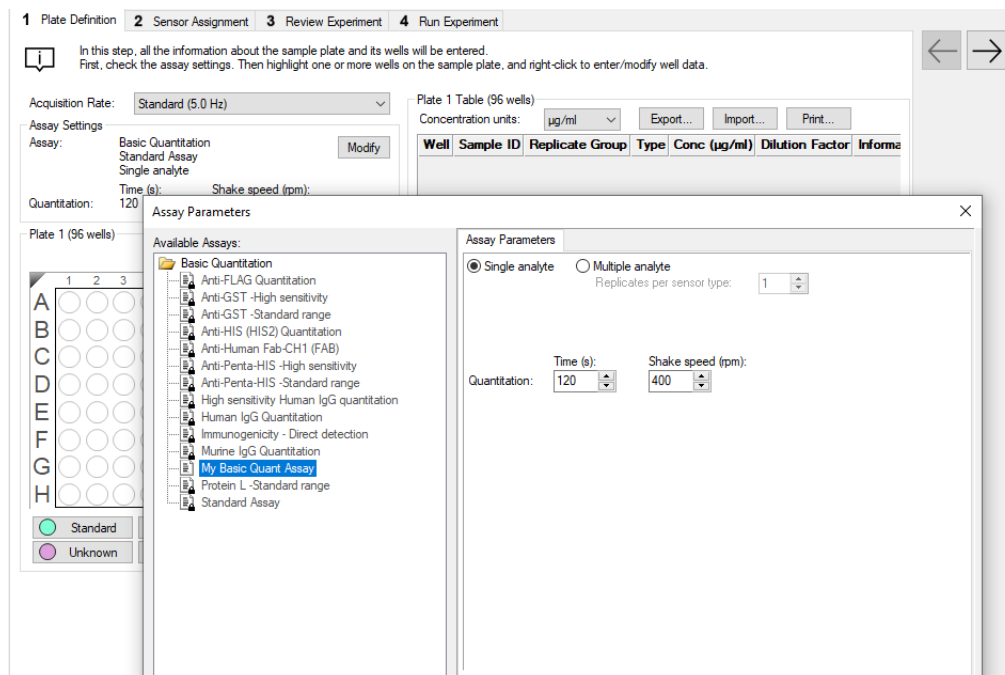 1 Plate Definition 2 Sensor Assignment 3 Review Experiment 4 Run Experiment
In this step, all the information about the sample plate and its wells will be entered.
First, check the assay settings. Then highlight one or more wells on the sample plate, and right-click to enter/modify well data.
Acquisition Rate: Standard (5.0 Hz)
Assay Settings
Assay: Basic Quantitation Modify
Standard Assay
Single analyte
Time (s): Shake speed (rpm):
Quantitation: 120
Plate 1 Table (96 wells)
Concentration units: µg/ml Export... Import... Print...
Well Sample ID Replicate Group Type Conc (µg/ml) Dilution Factor Informa
Plate 1 (96 wells)
1 2 3
A
B
C
D
E
F
G
H
Standard
Unknown
Assay Parameters
Available Assays:
Basic Quantitation
Anti-FLAG Quantitation
Anti-GST -High sensitivity
Anti-GST -Standard range
Anti-HIS (HIS2) Quantitation
Anti-Human Fab-CH1 (FAB)
Anti-Penta-HIS -High sensitivity
Anti-Penta-HIS -Standard range
High sensitivity Human IgG quantitation
Human IgG Quantitation
Immunogenicity - Direct detection
Murine IgG Quantitation
My Basic Quant Assay
Protein L -Standard range
Standard Assay
Assay Parameters
Single analyte Multiple analyte
Replicates per sensor type: 1
Time (s): Shake speed (rpm):
Quantitation: 120 400